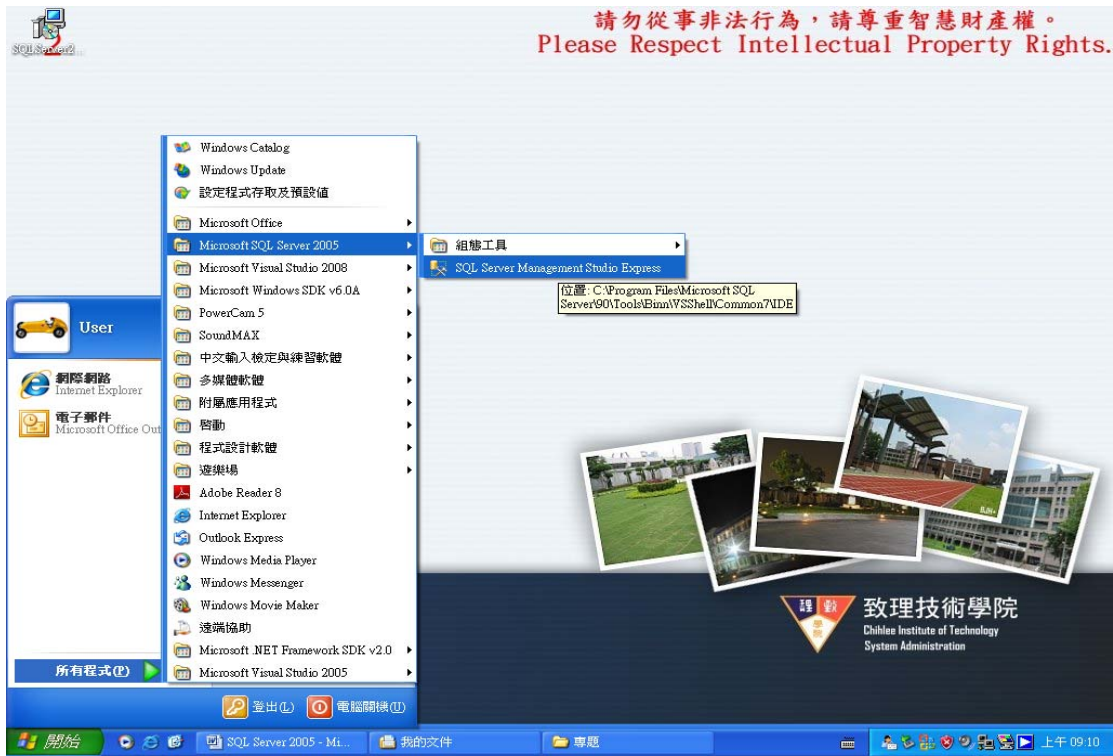 請勿從事非法行為，請尊重智慧財產權。
Please Respect Intellectual Property Rights.
SQL Server2...
Windows Catalog
Windows Update
設定程式存取及預設值
Microsoft Office
Microsoft SQL Server 2005
Microsoft Visual Studio 2008
Microsoft Windows SDK v6.0A
PowerCam 5
SoundMAX
中文輸入檢定與練習軟體
多媒體軟體
附屬應用程式
啟動
程式設計軟體
遊樂場
Adobe Reader 8
Internet Explorer
Outlook Express
Windows Media Player
Windows Messenger
Windows Movie Maker
遠端協助
Microsoft .NET Framework SDK v2.0
Microsoft Visual Studio 2005
組態工具
SQL Server Management Studio Express
位置: C:\Program Files\Microsoft SQL
Server\90\Tools\Binn\VSShell\Common7\IDE
User
網際網路
Internet Explorer
電子郵件
Microsoft Office Out
所有程式(P)
登出(L)
電腦關機(U)
致理技術學院
Chihlee Institute of Technology
System Administration
開始
SQL Server 2005 - Mi...
我的文件
專題
上午 09:10